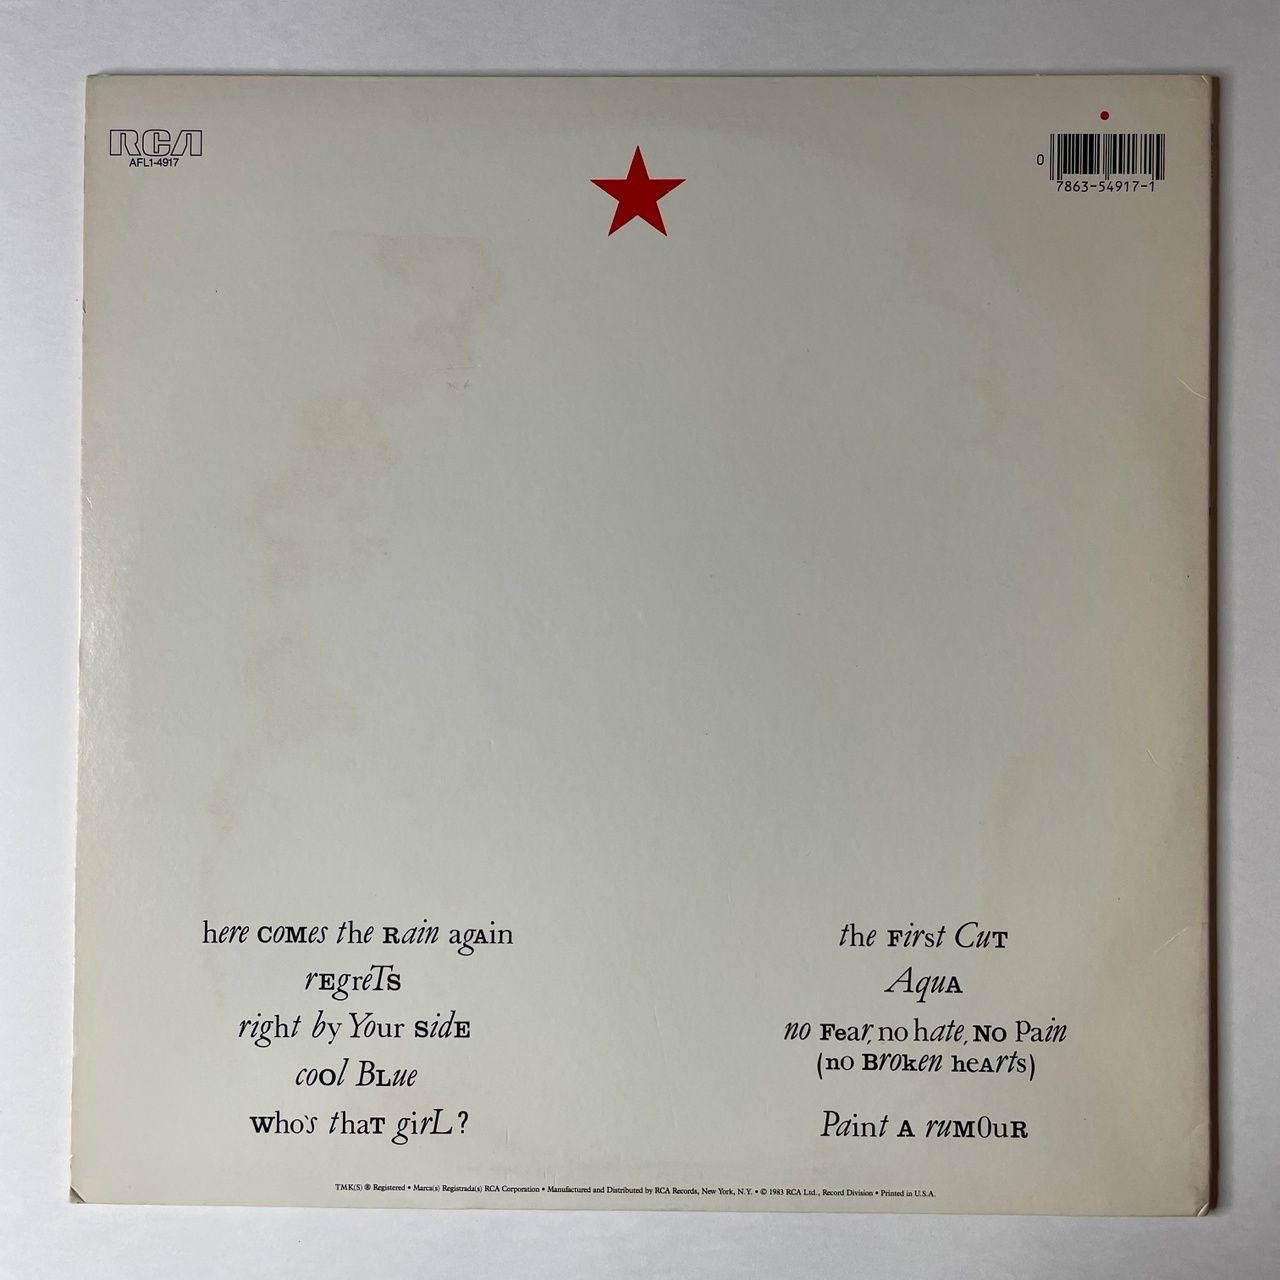 RCA
AFL1-4917
0
7863-54917-1
here COMes the Rain agAin
rEgréTS
right by Your SidE
coOl BLue
Who's thaT girL?
the First CuT
AquA
no Fear, no hate, No Pain
(no Broken heArts)
Paint A ruMOuR
TMK(S) ® Registered • Marca(s) Registrada(s) RCA Corporation • Manufactured and Distributed by RCA Records, New York, N.Y. • © 1983 RCA Ltd., Record Division • Printed in U.S.A.